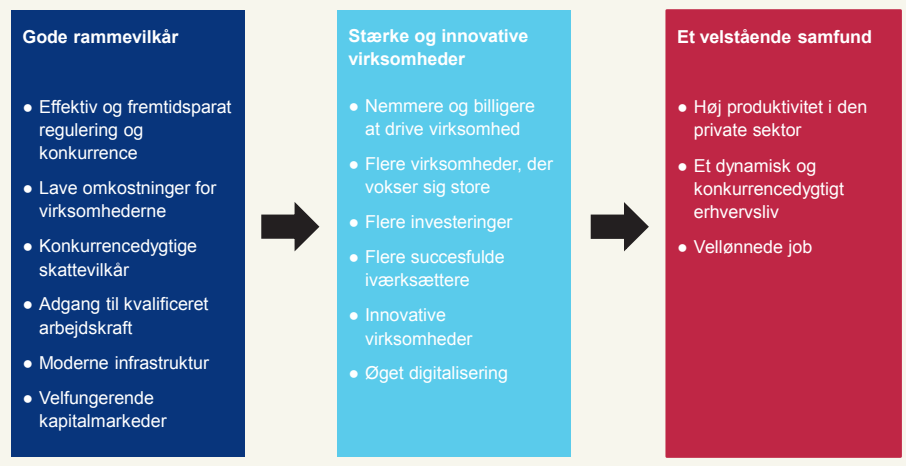 Gode rammevilkår
● Effektiv og fremtidsparat
regulering og
konkurrence
● Lave omkostninger for
virksomhederne
● Konkurrencedygtige
skattevilkår
● Adgang til kvalificeret
arbejdskraft
● Moderne infrastruktur
● Velfungerende
kapitalmarkeder
Stærke og innovative
virksomheder
● Nemmere og billigere
at drive virksomhed
● Flere virksomheder, der
vokser sig store
● Flere investeringer
● Flere succesfulde
iværksættere
● Innovative
virksomheder
● Øget digitalisering
Et velstående samfund
● Høj produktivitet i den
private sektor
● Et dynamisk og
konkurrencedygtigt
erhvervsliv
● Vellønnede job